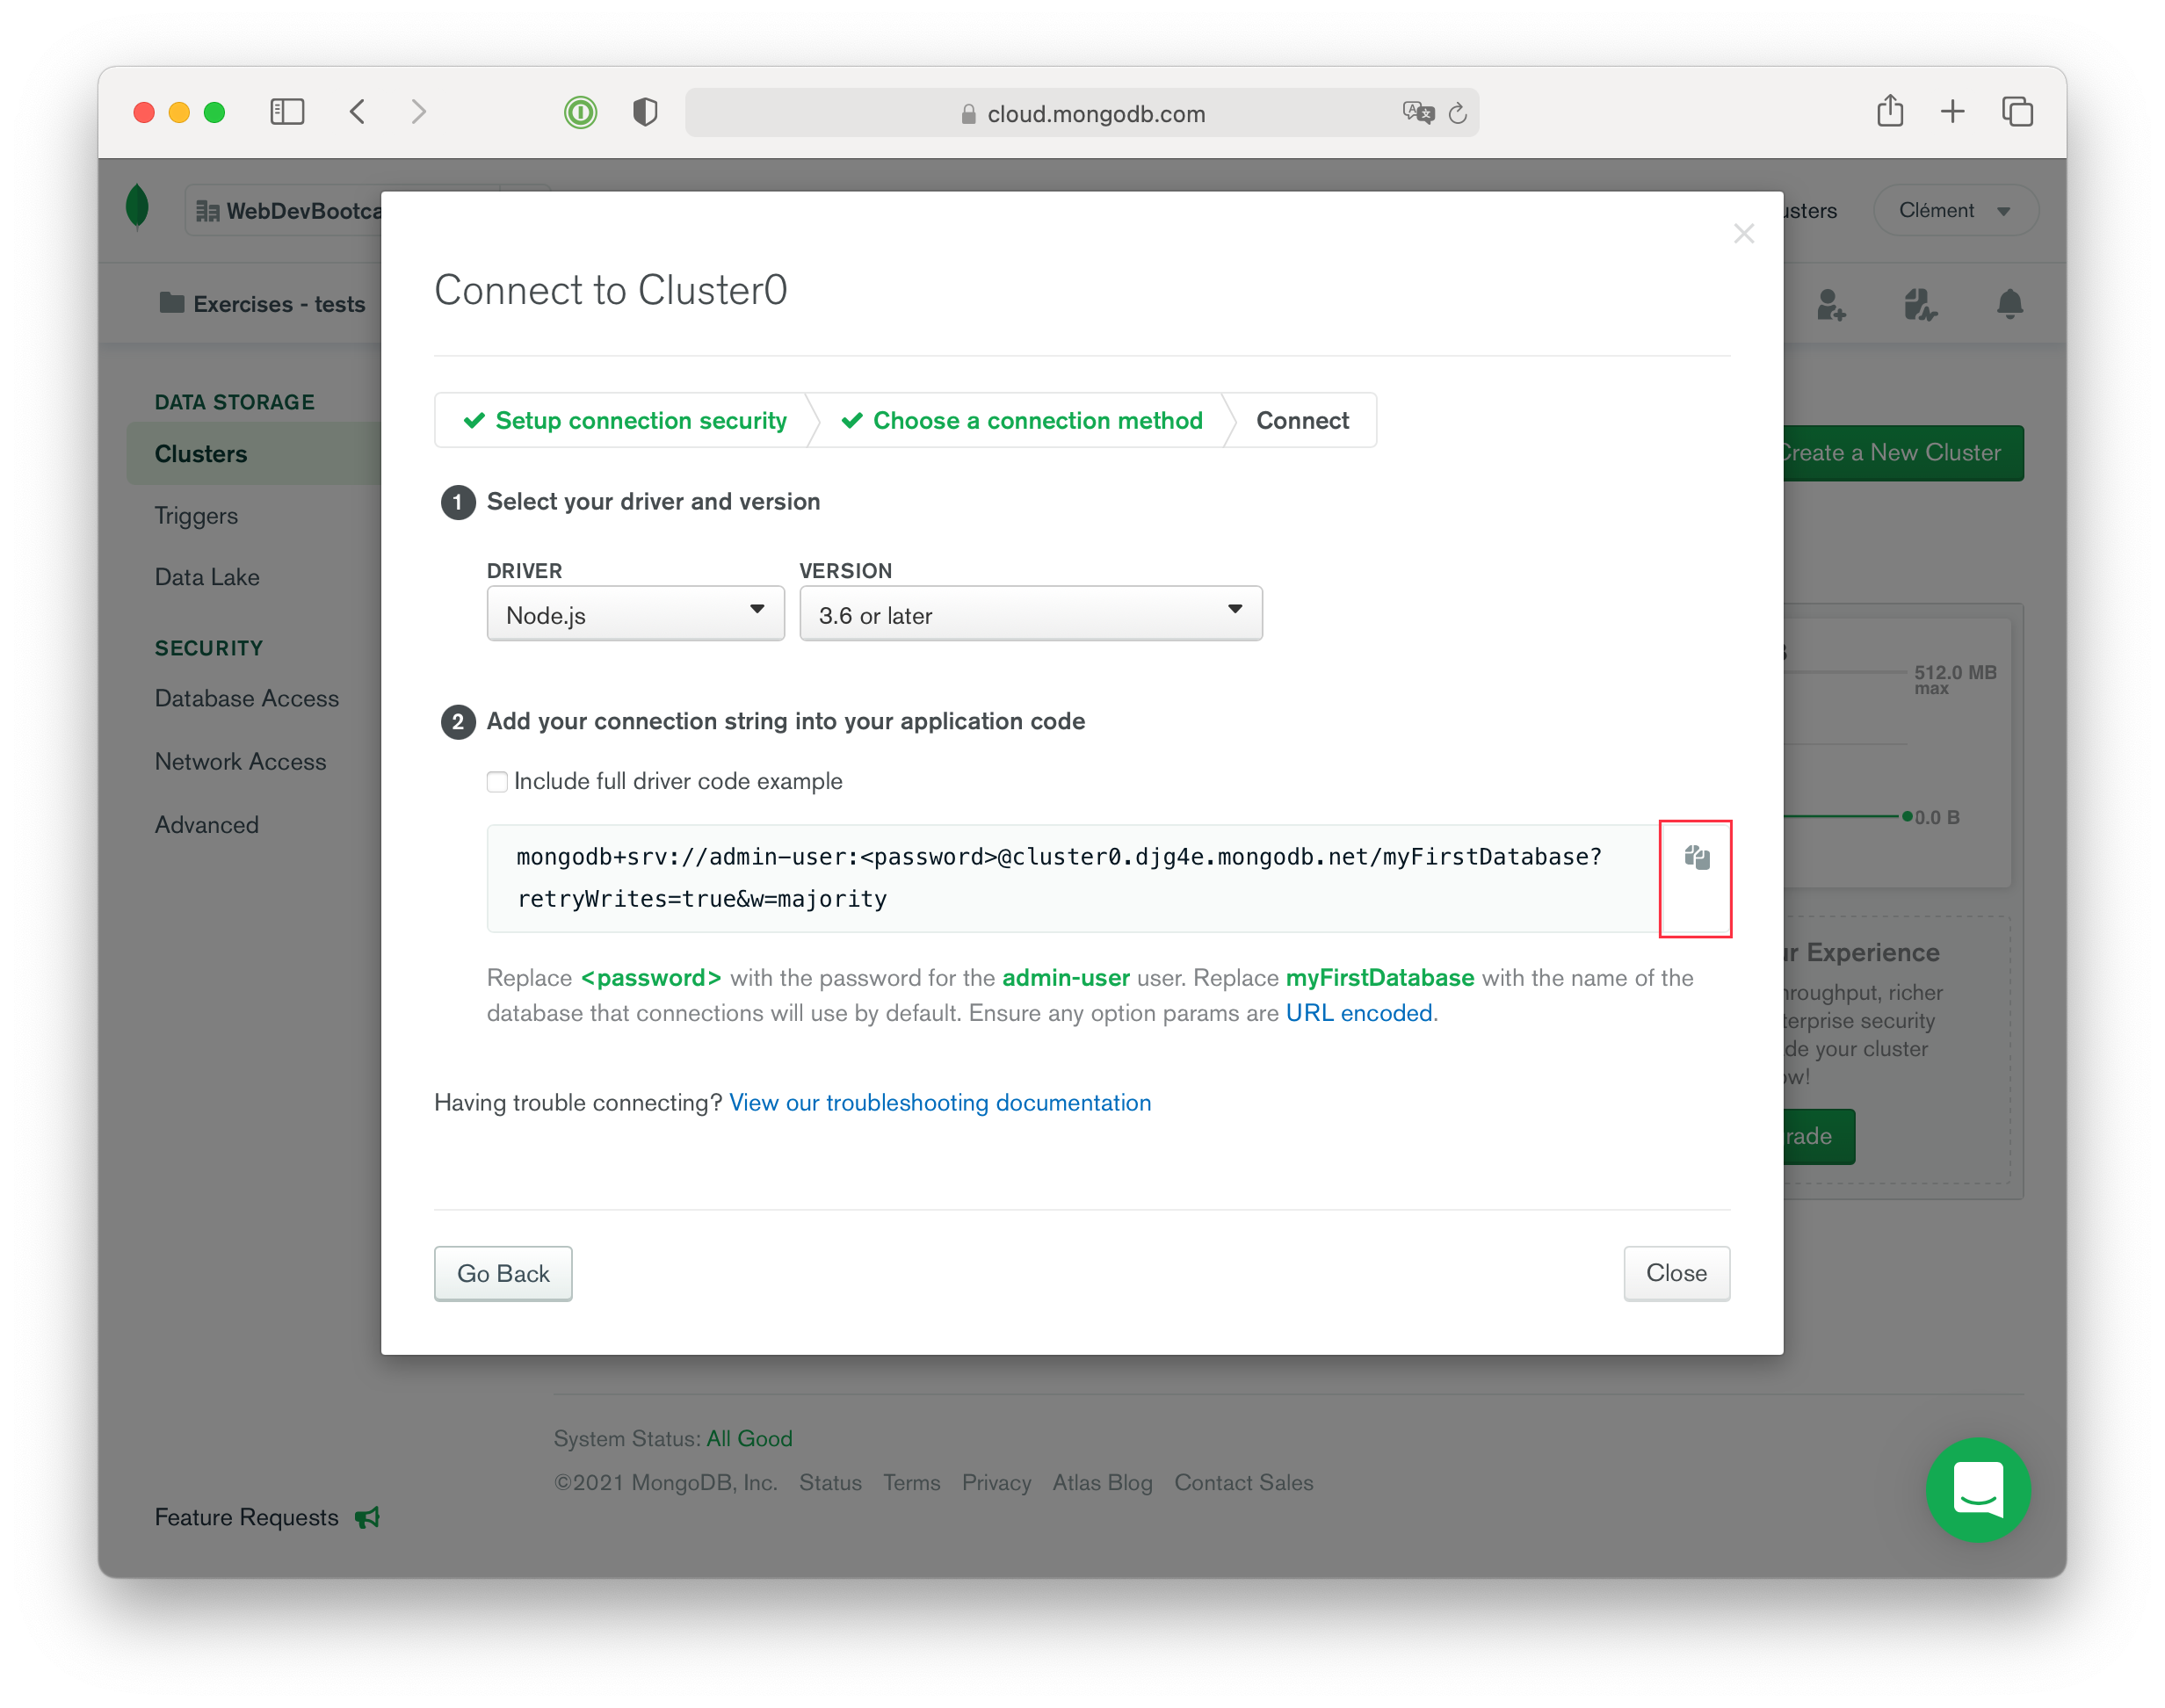 cloud.mongodb.com
WebDevBootca
usters
Clément
Exercises - tests
Connect to Cluster0
DATA STORAGE
Clusters
Triggers
Data Lake
SECURITY
Database Access
Network Access
Advanced
Feature Requests
Setup connection security
Choose a connection method
Connect
1 Select your driver and version
DRIVER VERSION
Node.js 3.6 or later
2 Add your connection string into your application code
Include full driver code example
mongodb+srv://admin-user:<password>@cluster0.djg4e.mongodb.net/myFirstDatabase?
retryWrites=true&w=majority
Replace <password> with the password for the admin-user user. Replace myFirstDatabase with the name of the
database that connections will use by default. Ensure any option params are URL encoded.
Having trouble connecting? View our troubleshooting documentation
Go Back
Close
Create a New Cluster
512.0 MB
max
0.0 B
ur Experience
hroughput, richer
terprise security
de your cluster
ow!
rade
System Status: All Good
©2021 MongoDB, Inc. Status Terms Privacy Atlas Blog Contact Sales